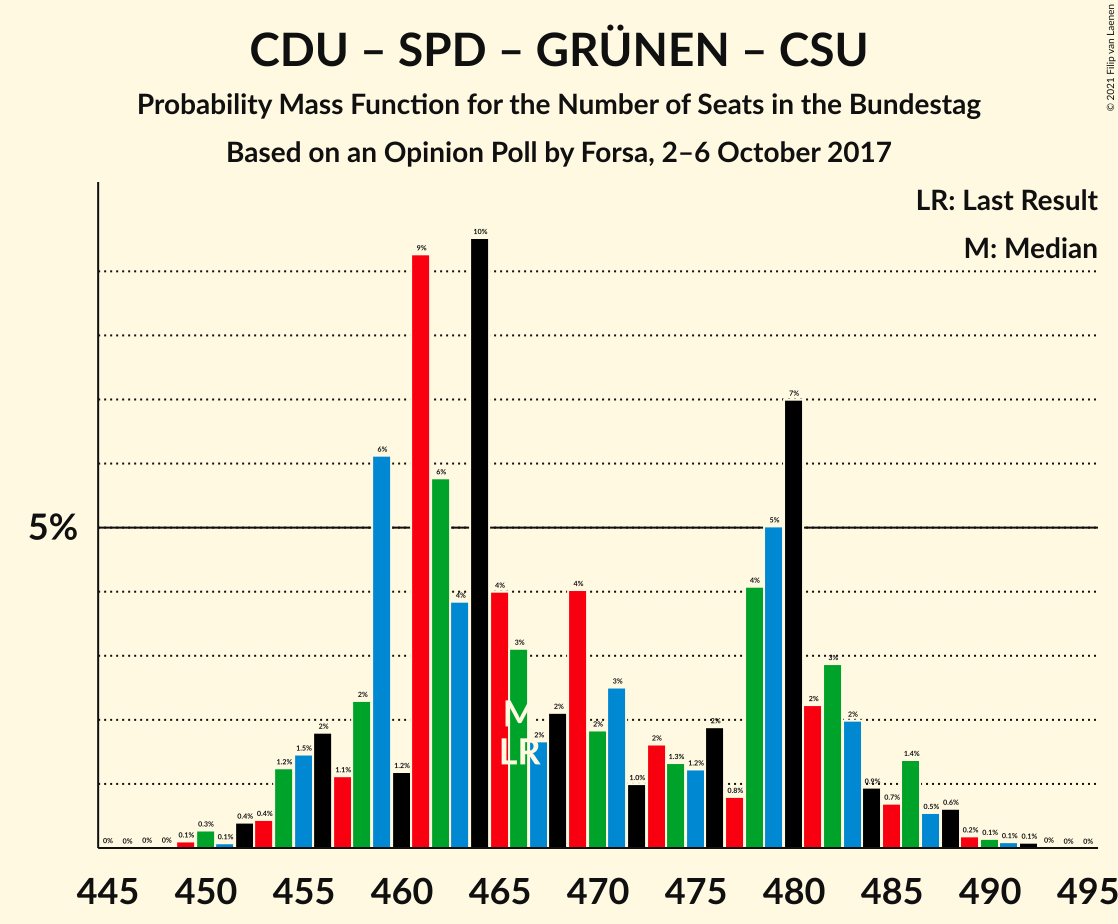 CDU – SPD – GRÜNEN – CSU
Probability Mass Function for the Number of Seats in the Bundestag
Based on an Opinion Poll by Forsa, 2–6 October 2017
© 2021 Filip van Laenen
LR: Last Result
M: Median
5%
0% 0% 0% 0% 0.1% 0.3% 0.1% 0.4% 0.4% 1.2% 1.5% 2% 1.1% 2% 6% 1.2% 9% 6% 4% 10% 4% 3% 2% 2% 4% 2% 3% 1.0% 2% 1.3% 1.2% 2% 0.8% 4% 5% 7% 2% 3% 2% 0.9% 0.7% 1.4% 0.5% 0.6% 0.2% 0.1% 0.1% 0.1% 0% 0% 0%
M
LR
445 450 455 460 465 470 475 480 485 490 495